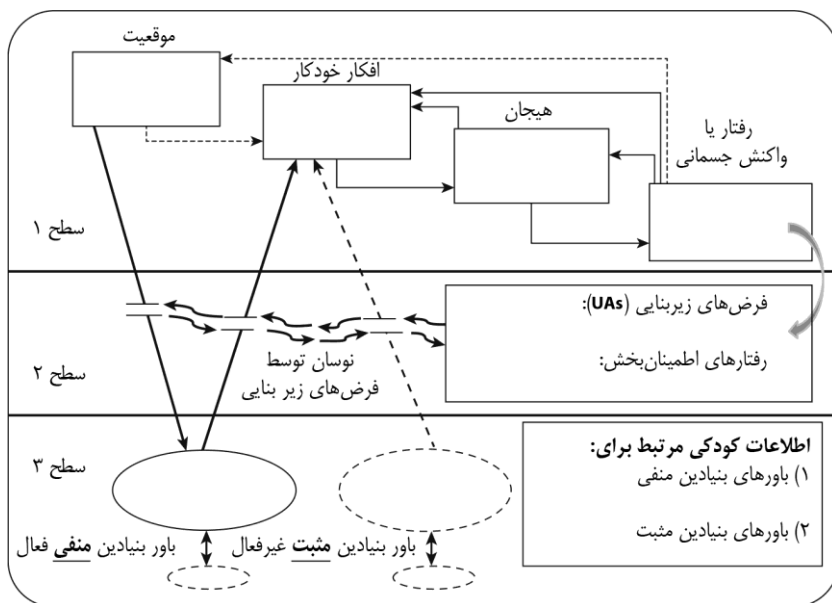 موقعیت
افکار خودکار
هیجان
رفتار یا
واکنش جسمانی
سطح ۱
فرض‌های زیربنایی (UAs):
رفتارهای اطمینان‌بخش:
نوسان توسط
فرض‌های زیر بنایی
سطح ۲
اطلاعات کودکی مرتبط برای:
۱) باورهای بنیادین منفی
۲) باورهای بنیادین مثبت
سطح ۳
باور بنیادین مثبت غیرفعال
باور بنیادین منفی فعال